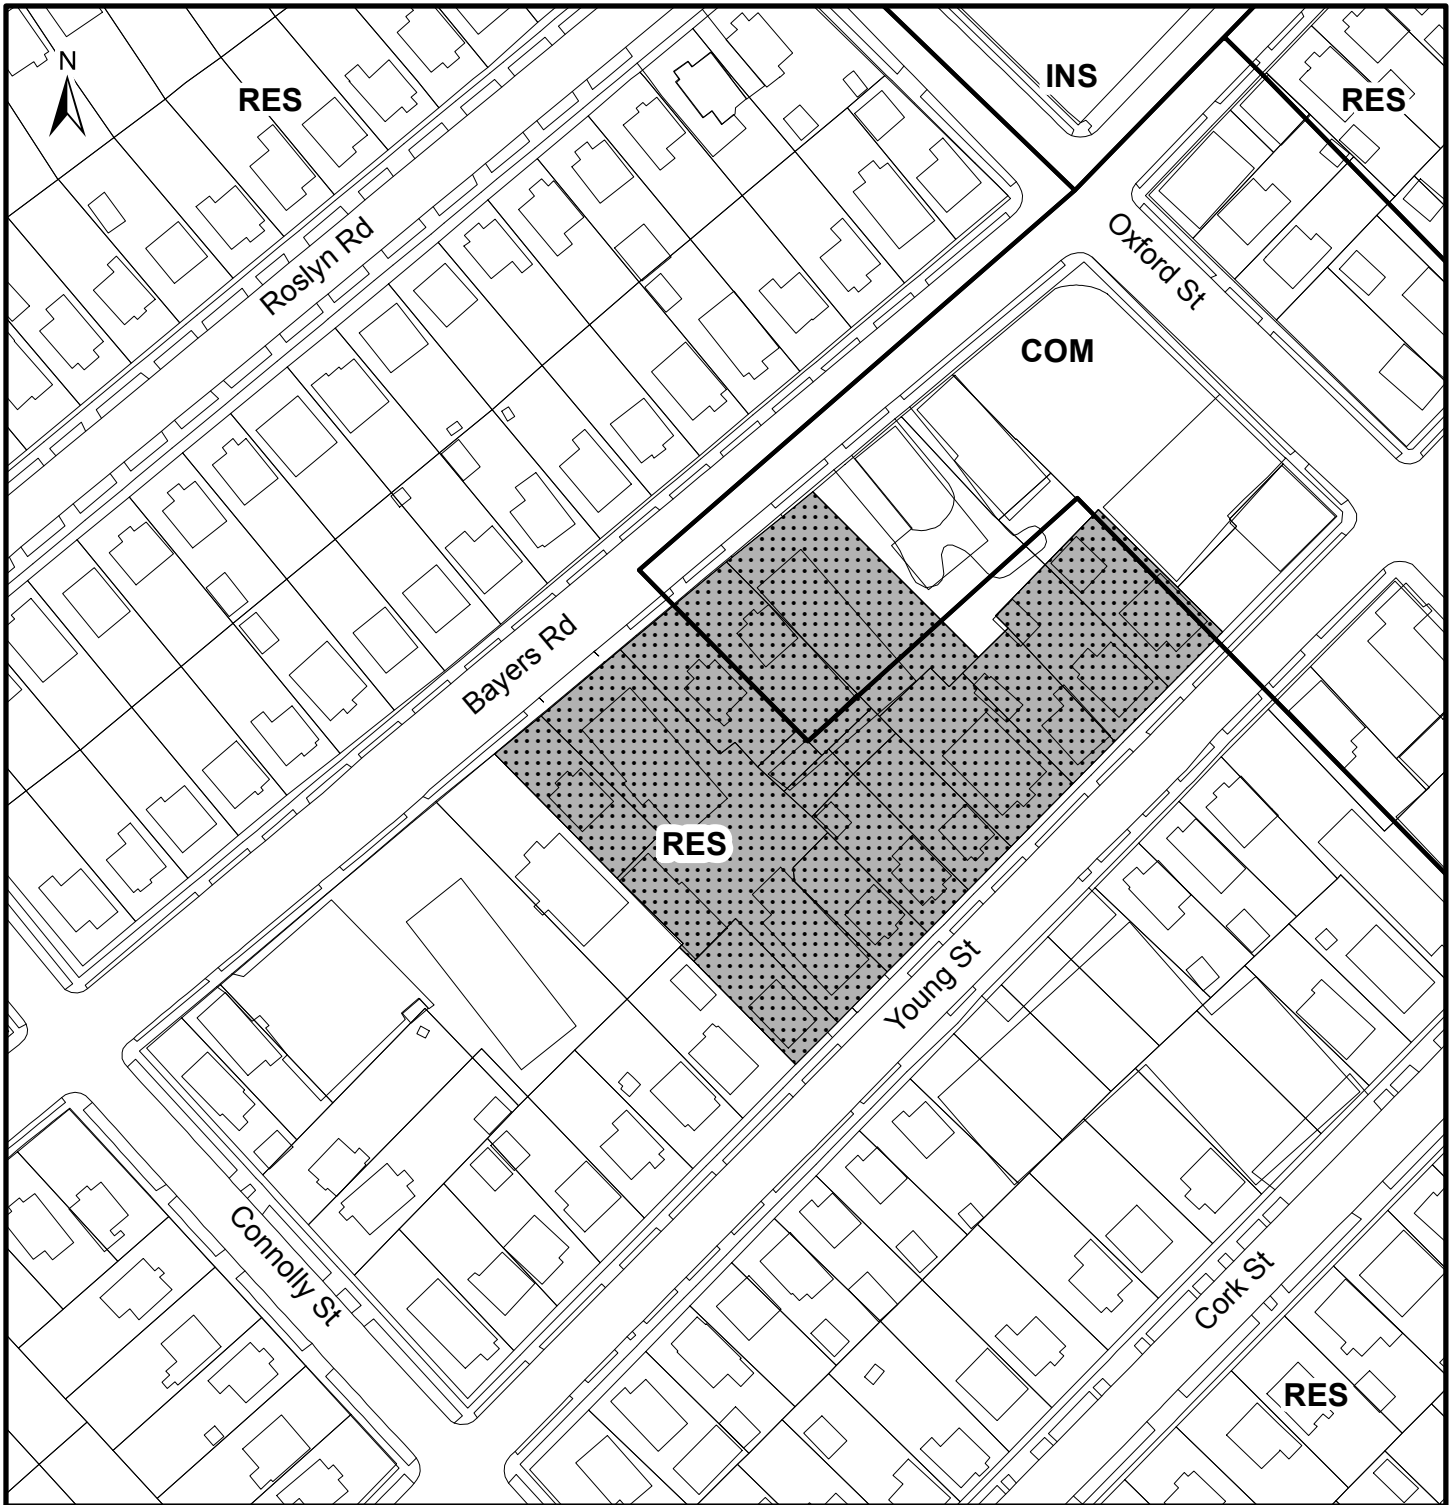 N
RES
INS
RES
Roslyn Rd
Oxford St
COM
Bayers Rd
RES
Young St
Connolly St
Cork St
RES